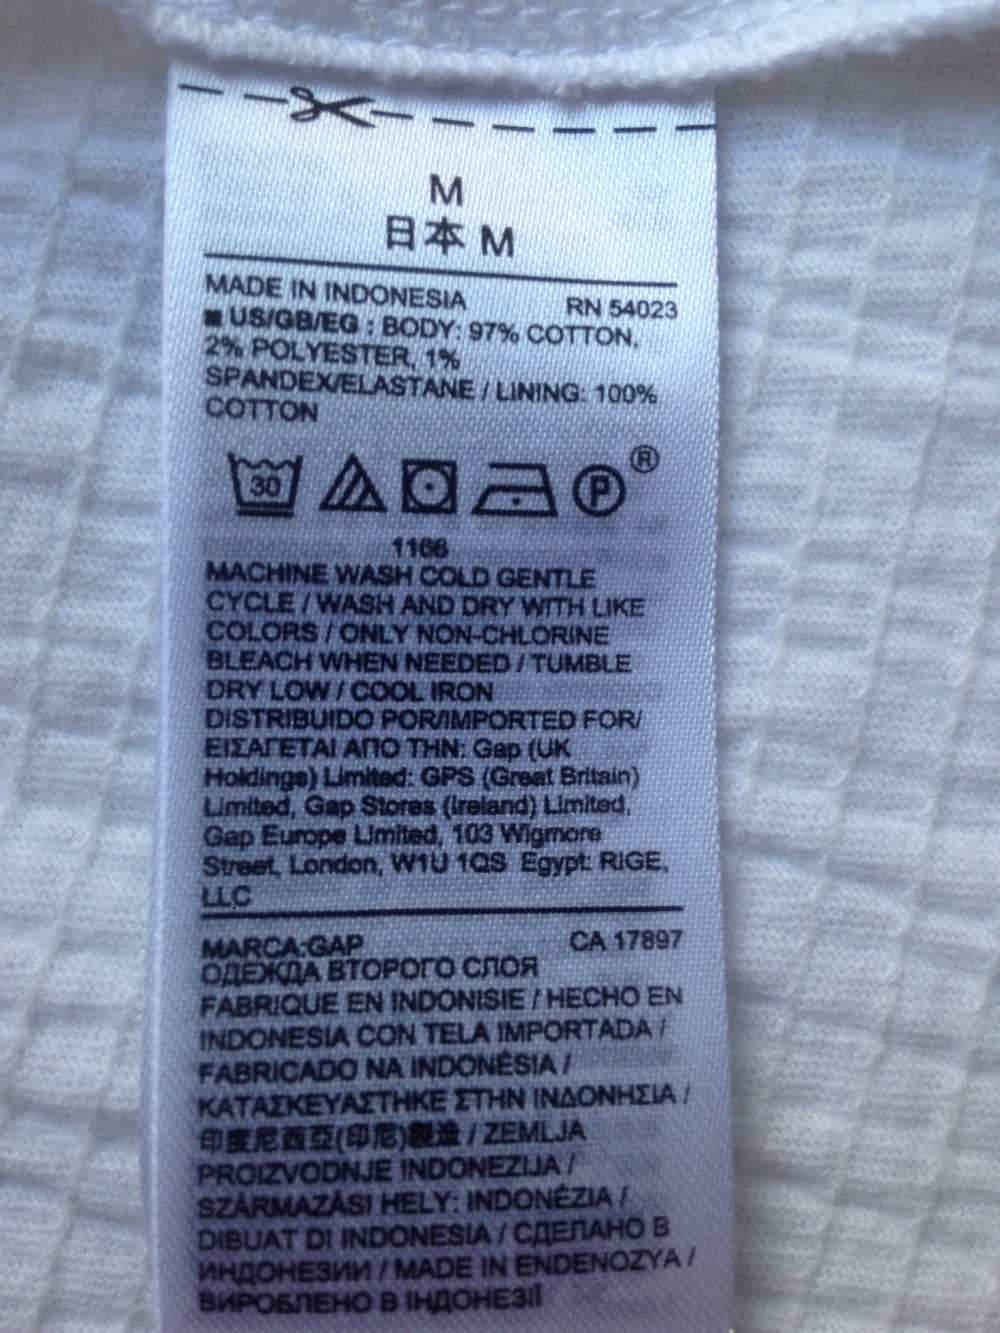 M
日本 M
MADE IN INDONESIA RN 54023
■ US/GB/EG : BODY: 97% COTTON,
2% POLYESTER, 1%
SPANDEX/ELASTANE / LINING: 100%
COTTON
30 P ®
1166
MACHINE WASH COLD GENTLE
CYCLE / WASH AND DRY WITH LIKE
COLORS / ONLY NON-CHLORINE
BLEACH WHEN NEEDED / TUMBLE
DRY LOW / COOL IRON
DISTRIBUIDO POR/IMPORTED FOR/
ΕΙΣΑΓΕΤΑΙ ΑΠΟ ΤΗΝ: Gap (UK
Holdings) Limited: GPS (Great Britain)
Limited, Gap Stores (Ireland) Limited,
Gap Europe Limited, 103 Wigmore
Street, London, W1U 1QS Egypt: RIGE,
LLC
MARCA:GAP CA 17897
ОДЕЖДА ВТОРОГО СЛОЯ
FABRIQUE EN INDONISIE / HECHO EN
INDONESIA CON TELA IMPORTADA /
FABRICADO NA INDONÉSIA /
ΚΑΤΑΣΚΕΥΑΣΤΗΚΕ ΣΤΗΝ ΙΝΔΟΝΗΣΙΑ /
印度尼西亞(印尼)製造 / ZEMLJA
PROIZVODNJE INDONEZIJA /
SZÁRMAZÁSI HELY: INDONÉZIA /
DIBUAT DI INDONESIA / СДЕЛАНО В
ИНДОНЕЗИИ / MADE IN ENDENOZYA /
ВИРОБЛЕНО В ІНДОНЕЗІЇ